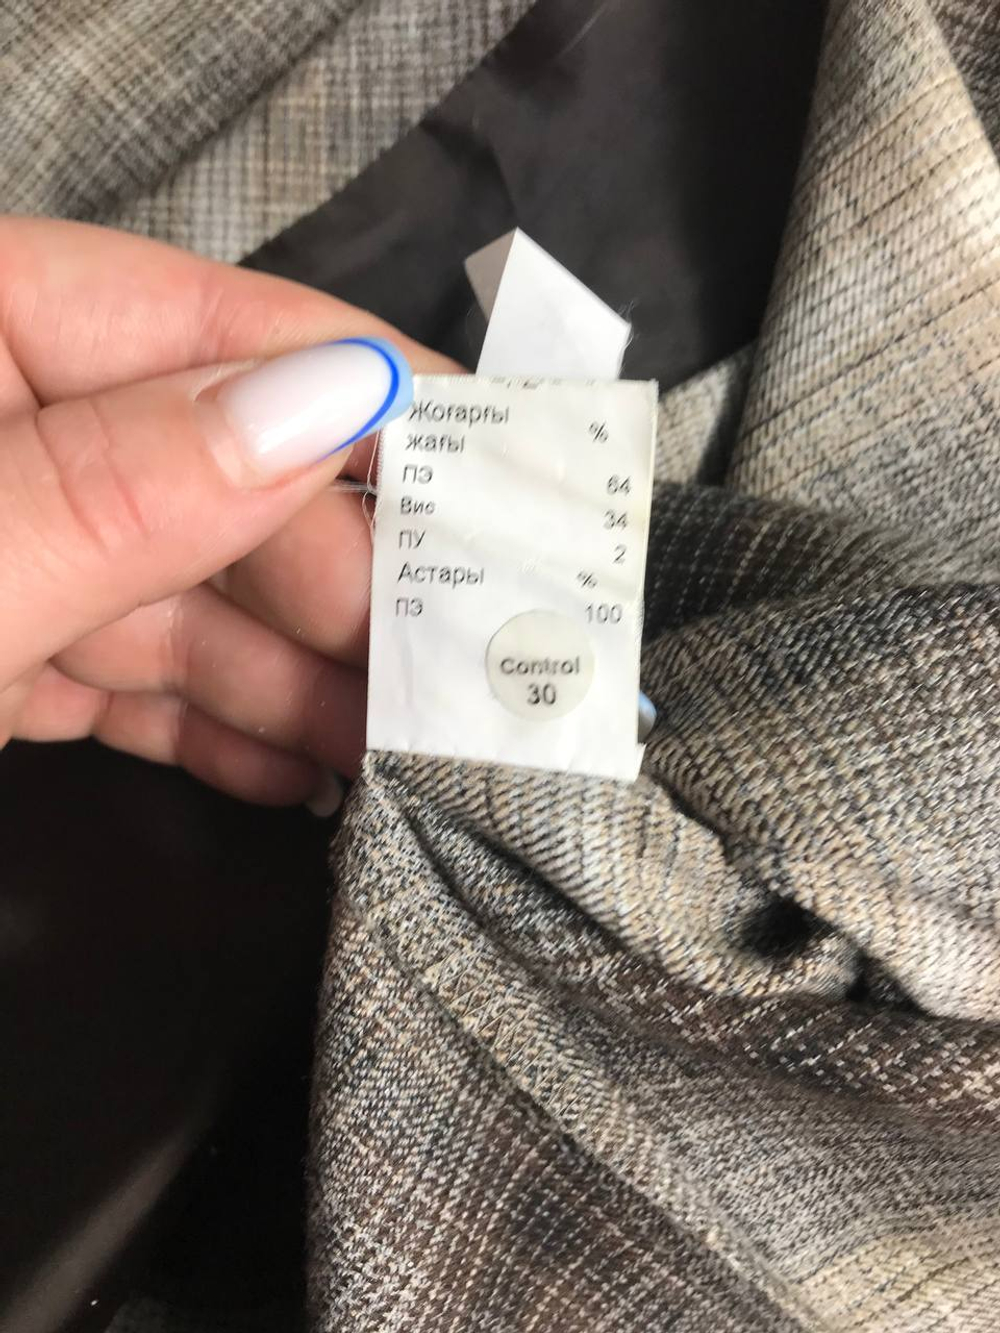 Жоғарғы
жағы %
ПЭ 64
Вис 34
ПУ 2
Астары %
ПЭ 100
Control
30